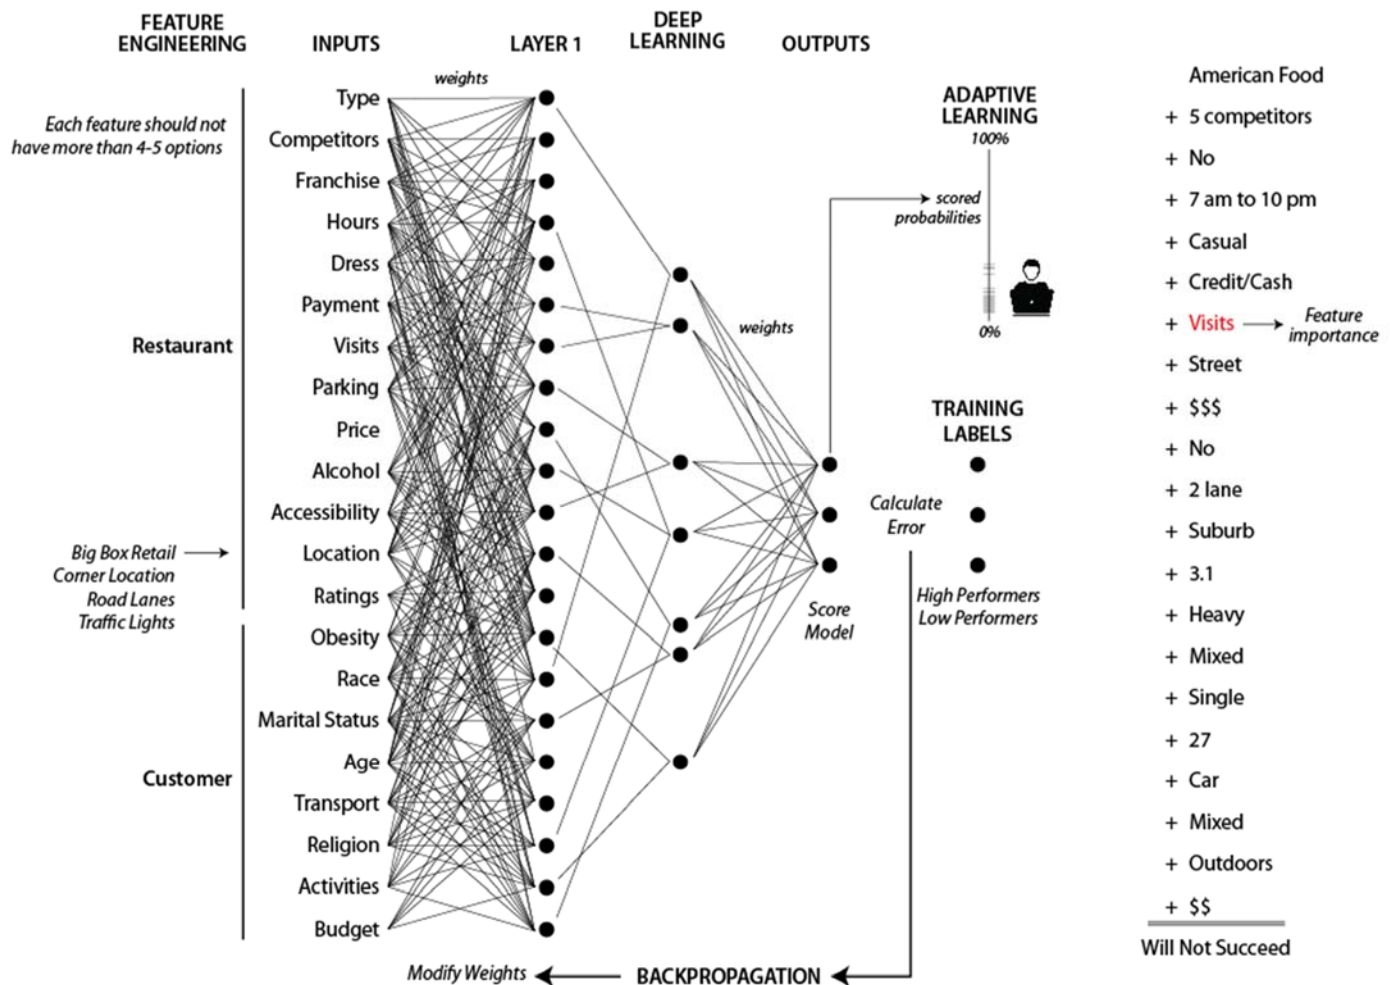 FEATURE
ENGINEERING
INPUTS
LAYER 1
DEEP
LEARNING
OUTPUTS
weights
Each feature should not
have more than 4-5 options
Restaurant
Big Box Retail
Corner Location
Road Lanes
Traffic Lights
Customer
Type
Competitors
Franchise
Hours
Dress
Payment
Visits
Parking
Price
Alcohol
Accessibility
Location
Ratings
Obesity
Race
Marital Status
Age
Transport
Religion
Activities
Budget
weights
ADAPTIVE
LEARNING
100%
scored
probabilities
0%
TRAINING
LABELS
Calculate
Error
Score
Model
High Performers
Low Performers
Modify Weights
BACKPROPAGATION
American Food
+ 5 competitors
+ No
+ 7 am to 10 pm
+ Casual
+ Credit/Cash
+ Visits
Feature
importance
+ Street
+ $$$
+ No
+ 2 lane
+ Suburb
+ 3.1
+ Heavy
+ Mixed
+ Single
+ 27
+ Car
+ Mixed
+ Outdoors
+ $$
Will Not Succeed